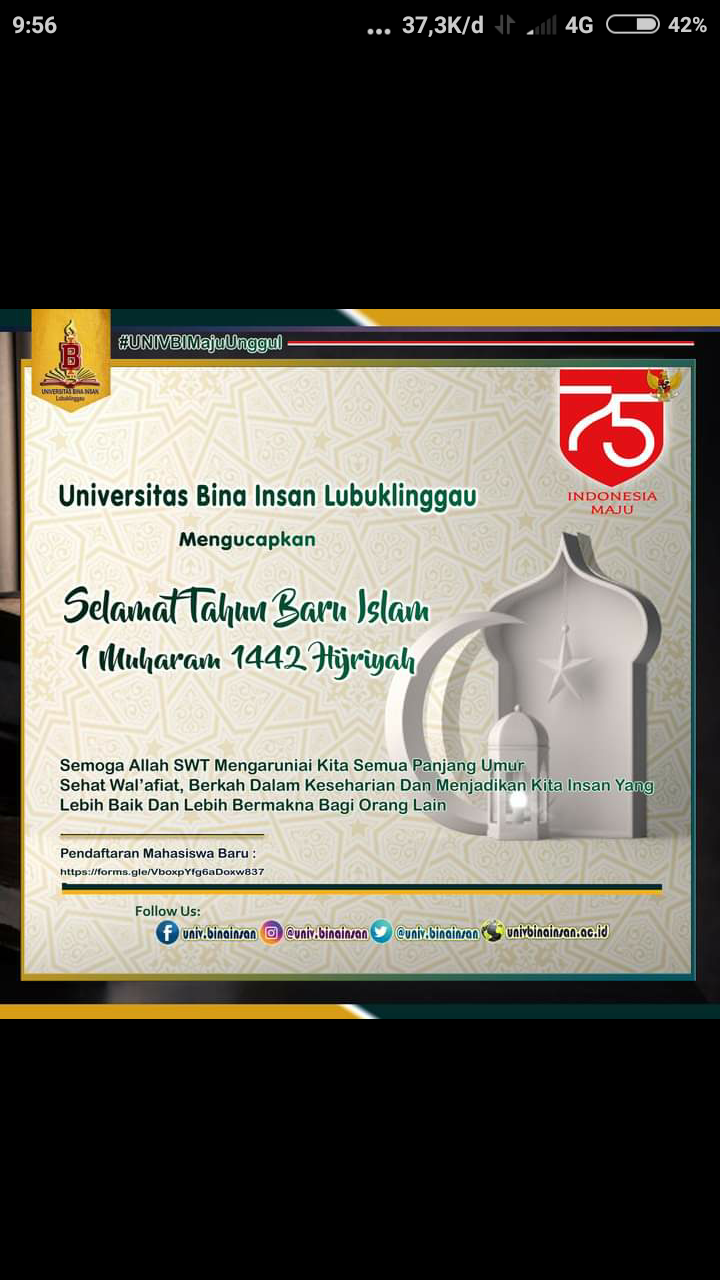 9:56
... 37,3K/d 4G 42%
#UNIVBIMajuUnggul
B
UNIVERSITAS BINA INSAN
Lubuklinggau
75
INDONESIA
MAJU
Universitas Bina Insan Lubuklinggau
Mengucapkan
Selamat Tahun Baru Islam
1 Muharam 1442 Hijriyah
Semoga Allah SWT Mengaruniai Kita Semua Panjang Umur
Sehat Wal'afiat, Berkah Dalam Keseharian Dan Menjadikan Kita Insan Yang
Lebih Baik Dan Lebih Bermakna Bagi Orang Lain
Pendaftaran Mahasiswa Baru :
https://forms.gle/VboxpYfg6aDoxw837
Follow Us:
univ.binainsan @univ.binainsan @univ.binainsan univbinainsan.ac.id